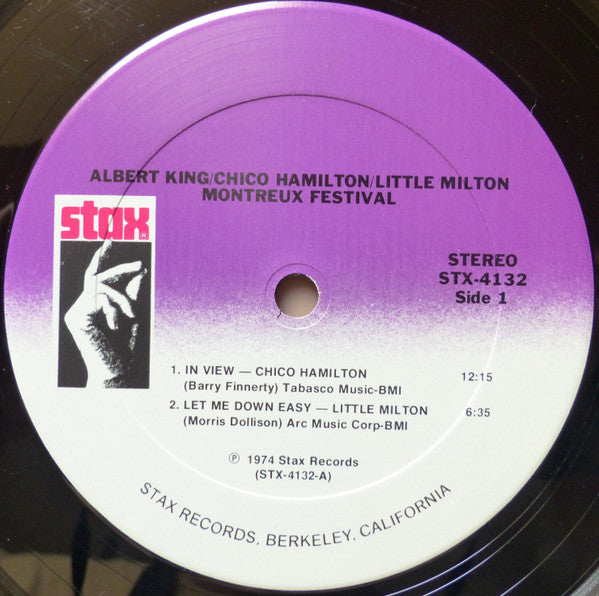 ALBERT KING/CHICO HAMILTON/LITTLE MILTON
MONTREUX FESTIVAL
stax®
STEREO
STX-4132
Side 1
1. IN VIEW — CHICO HAMILTON 12:15
(Barry Finnerty) Tabasco Music-BMI
2. LET ME DOWN EASY — LITTLE MILTON 6:35
(Morris Dollison) Arc Music Corp-BMI
℗ 1974 Stax Records
(STX-4132-A)
STAX RECORDS, BERKELEY, CALIFORNIA